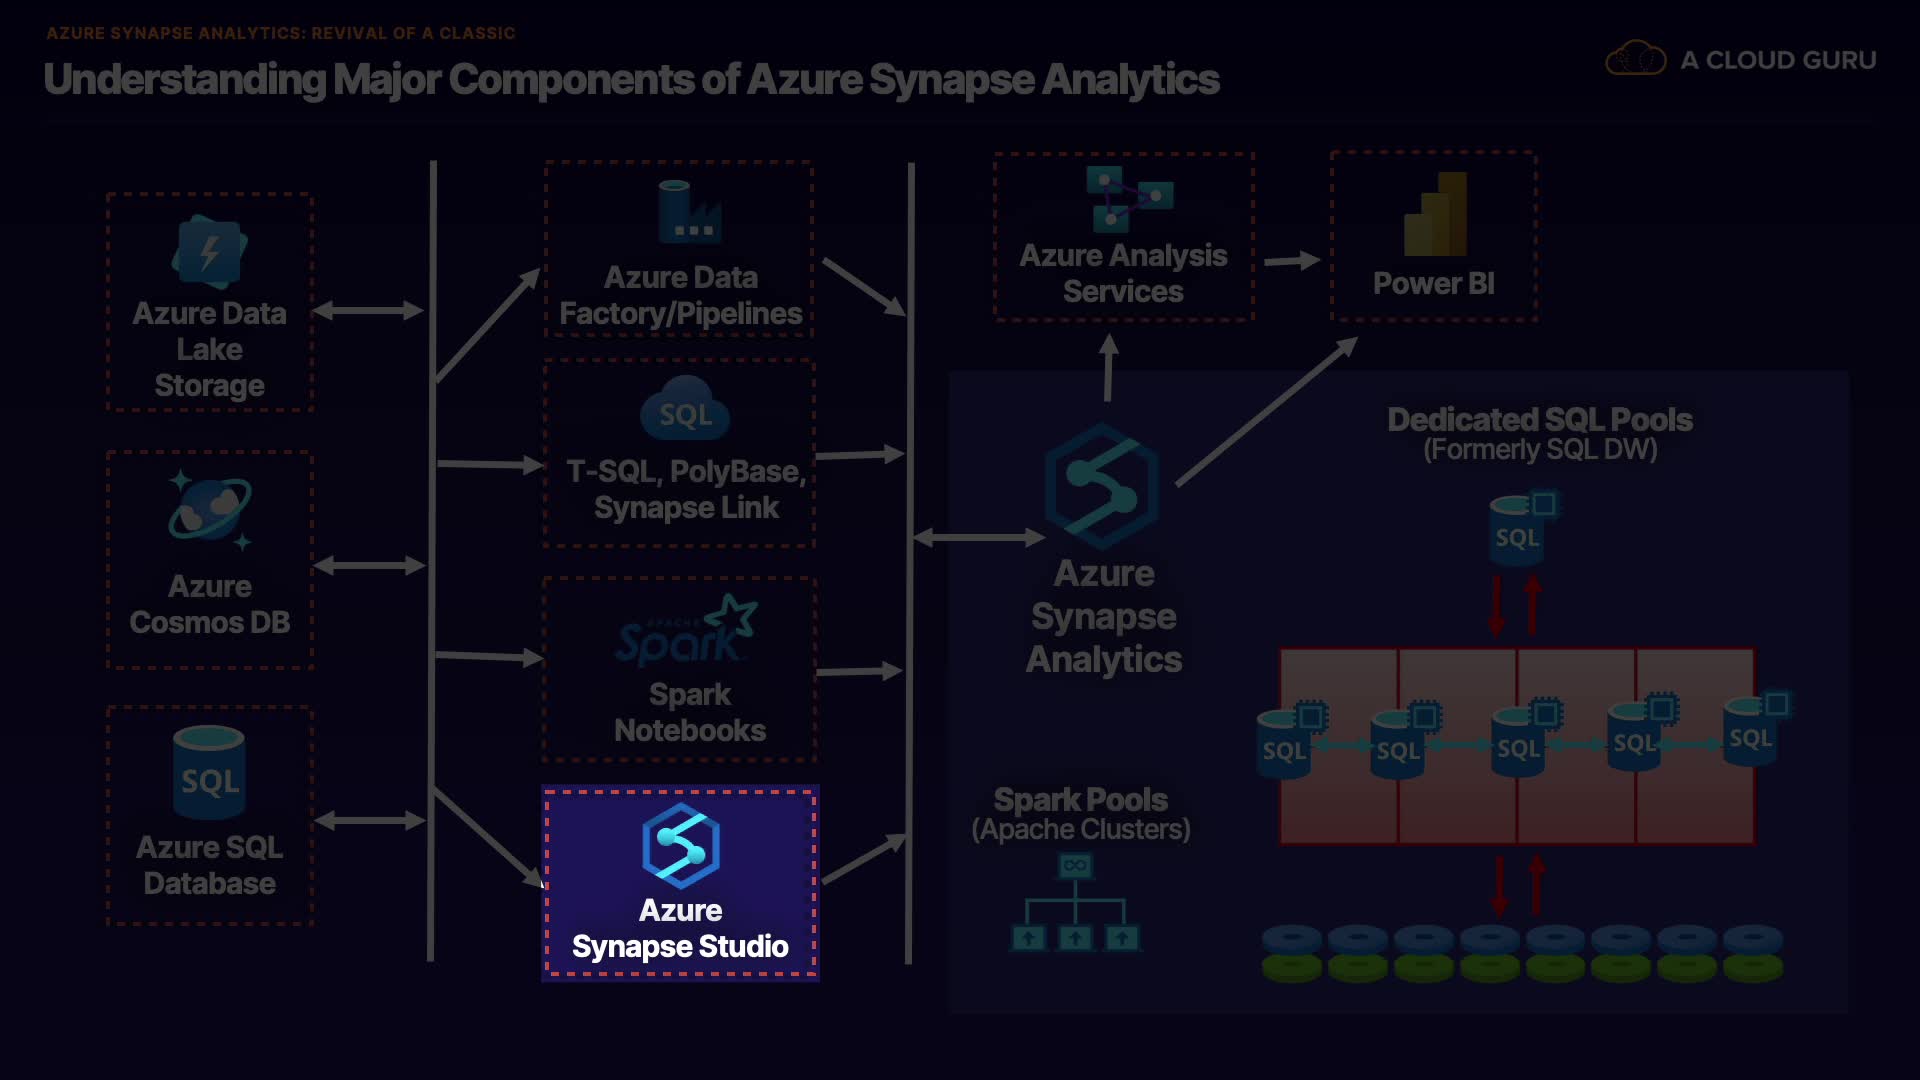 AZURE SYNAPSE ANALYTICS: REVIVAL OF A CLASSIC
Understanding Major Components of Azure Synapse Analytics
A CLOUD GURU
Azure Data
Lake
Storage
Azure
Cosmos DB
SQL
Azure SQL
Database
Azure Data
Factory/Pipelines
SQL
T-SQL, PolyBase,
Synapse Link
APACHE
Spark
Spark
Notebooks
Azure
Synapse Studio
Azure Analysis
Services
Power BI
Azure
Synapse
Analytics
Spark Pools
(Apache Clusters)
Dedicated SQL Pools
(Formerly SQL DW)
SQL
SQL
SQL
SQL
SQL
SQL